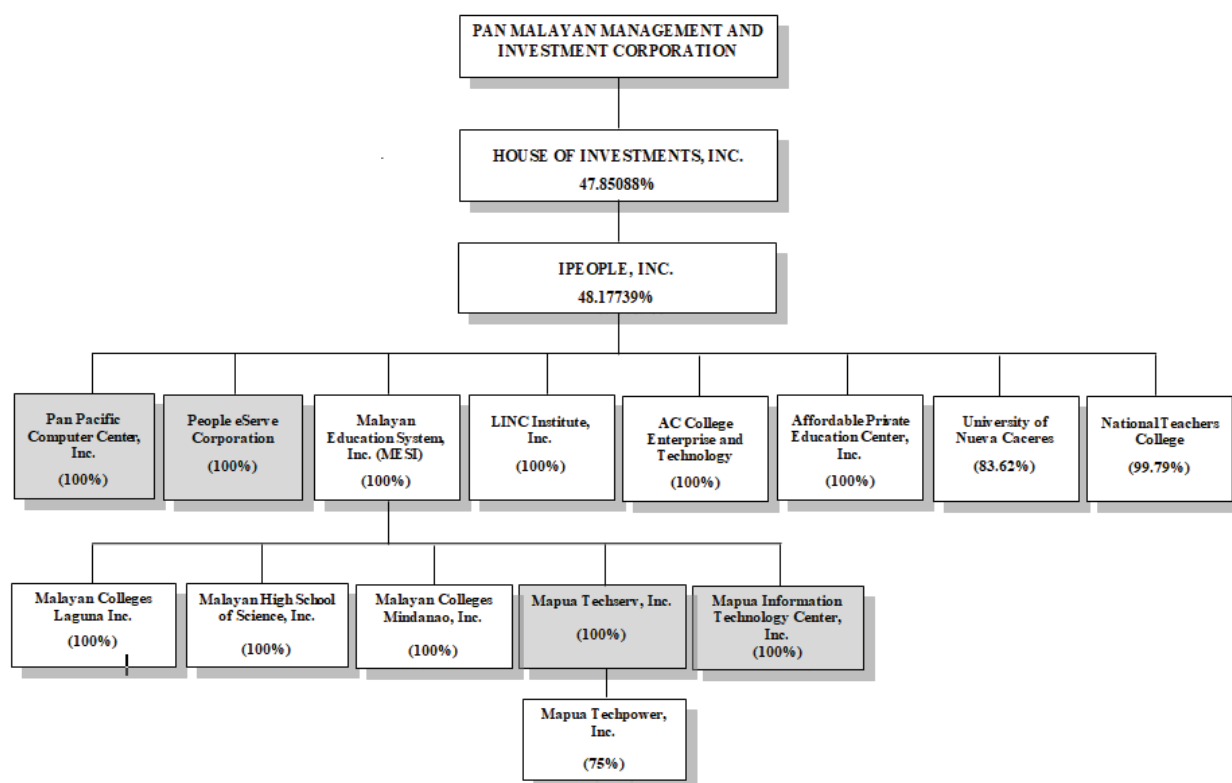 PAN MALAYAN MANAGEMENT AND
INVESTMENT CORPORATION
HOUSE OF INVESTMENTS, INC.
47.85088%
IPEOPLE, INC.
48.17739%
Pan Pacific
Computer Center,
Inc.
(100%)
People eServe
Corporation
(100%)
Malayan
Education System,
Inc. (MESI)
(100%)
LINC Institute,
Inc.
(100%)
AC College
Enterprise and
Technology
(100%)
Affordable Private
Education Center,
Inc.
(100%)
University of
Nueva Caceres
(83.62%)
National Teachers
College
(99.79%)
Malayan Colleges
Laguna Inc.
(100%)
Malayan High School
of Science, Inc.
(100%)
Malayan Colleges
Mindanao, Inc.
(100%)
Mapua Techserv, Inc.
(100%)
Mapua Information
Technology Center,
Inc.
(100%)
Mapua Techpower,
Inc.
(75%)